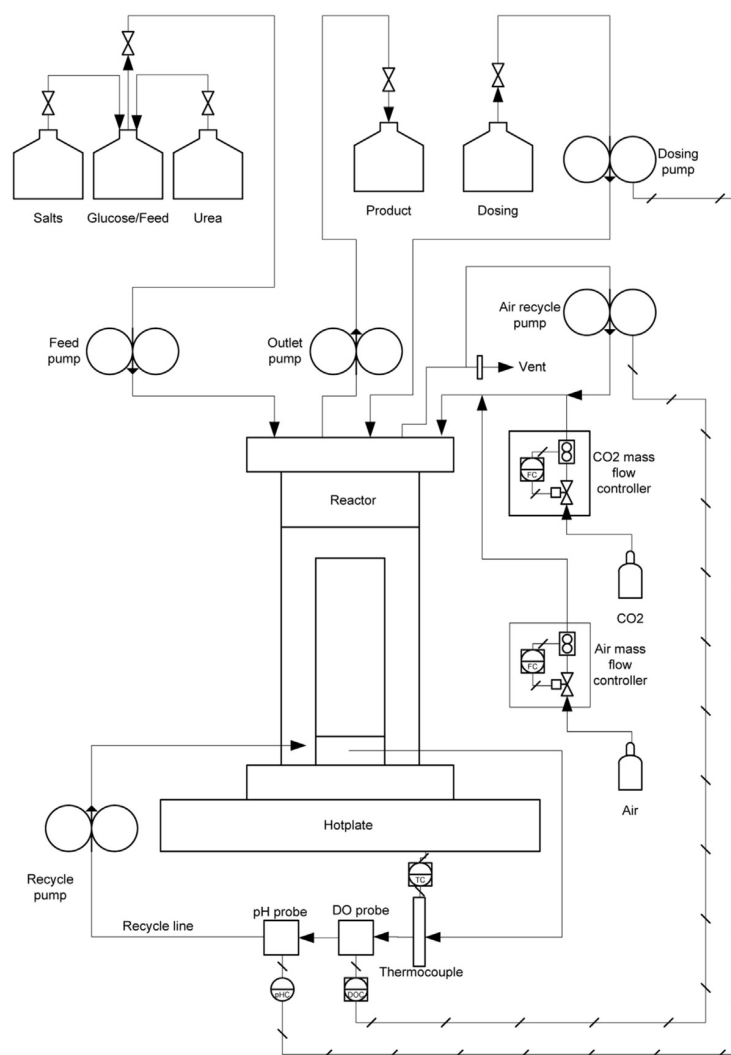 Salts
Glucose/Feed
Urea
Product
Dosing
Dosing
pump
Feed
pump
Outlet
pump
Air recycle
pump
Vent
Reactor
FC
CO2 mass
flow
controller
CO2
FC
Air mass
flow
controller
Air
Hotplate
Recycle
pump
TC
Recycle line
pH probe
DO probe
Thermocouple
pHC
DOC